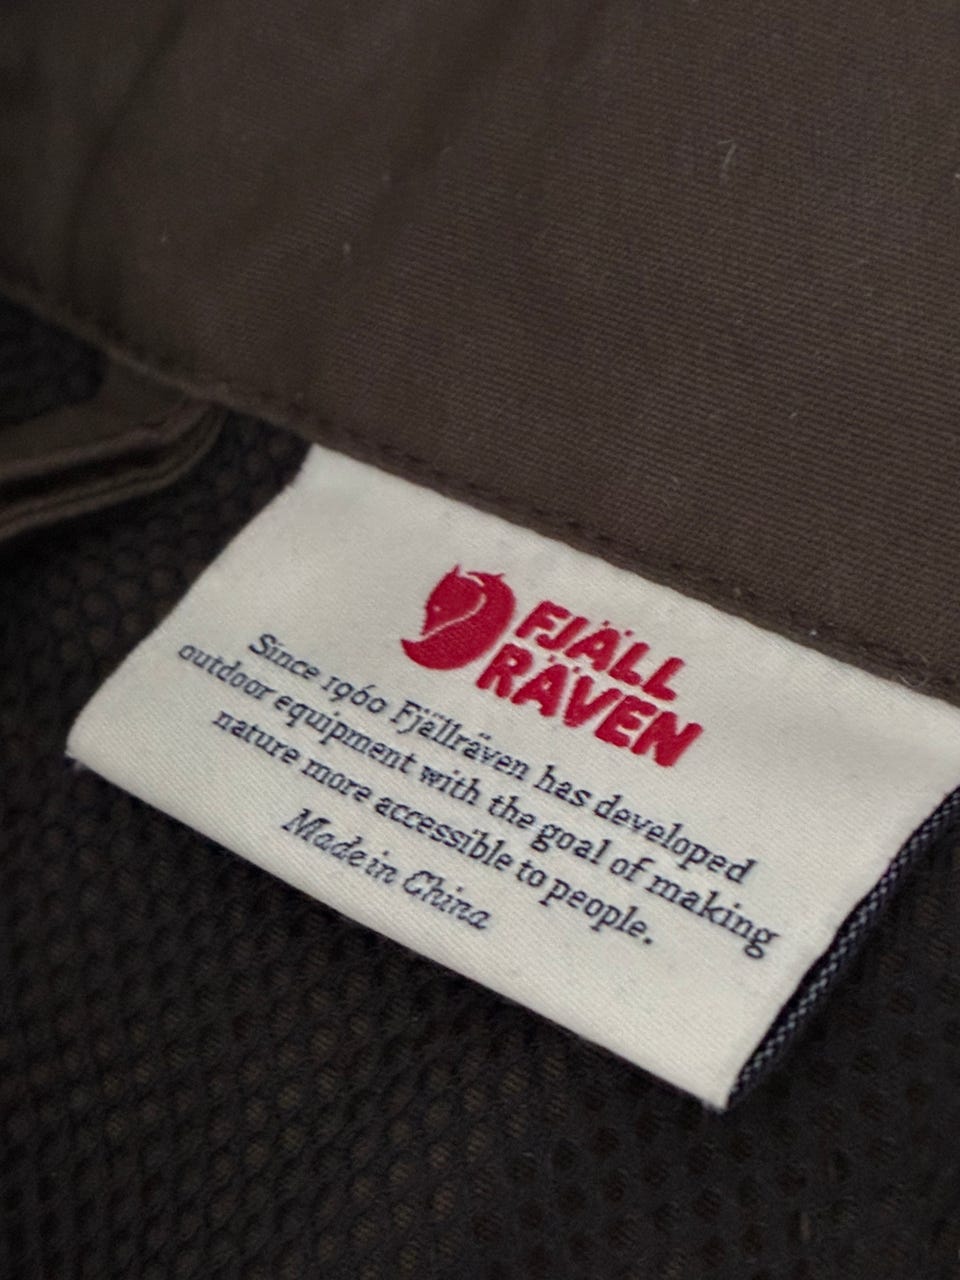 FJÄLL
RÄVEN
Since 1960 Fjällräven has developed
outdoor equipment with the goal of making
nature more accessible to people.
Made in China